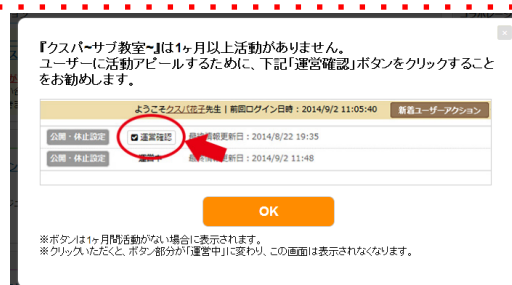 『クスパ~サブ教室~』は1ヶ月以上活動がありません。
ユーザーに活動アピールするために、下記「運営確認」ボタンをクリックすること
をお勧めします。
ようこそクスパ花子先生｜前回ログイン日時：2014/9/2 11:05:40 新着ユーザーアクション
公開・休止設定 運営確認 最終情報更新日：2014/8/22 19:35
公開・休止設定 運営中 最終情報更新日：2014/9/2 11:48
OK
※ボタンは1ヶ月間活動がない場合に表示されます。
※クリックいただくと、ボタン部分が「運営中」に変わり、この画面は表示されなくなります。